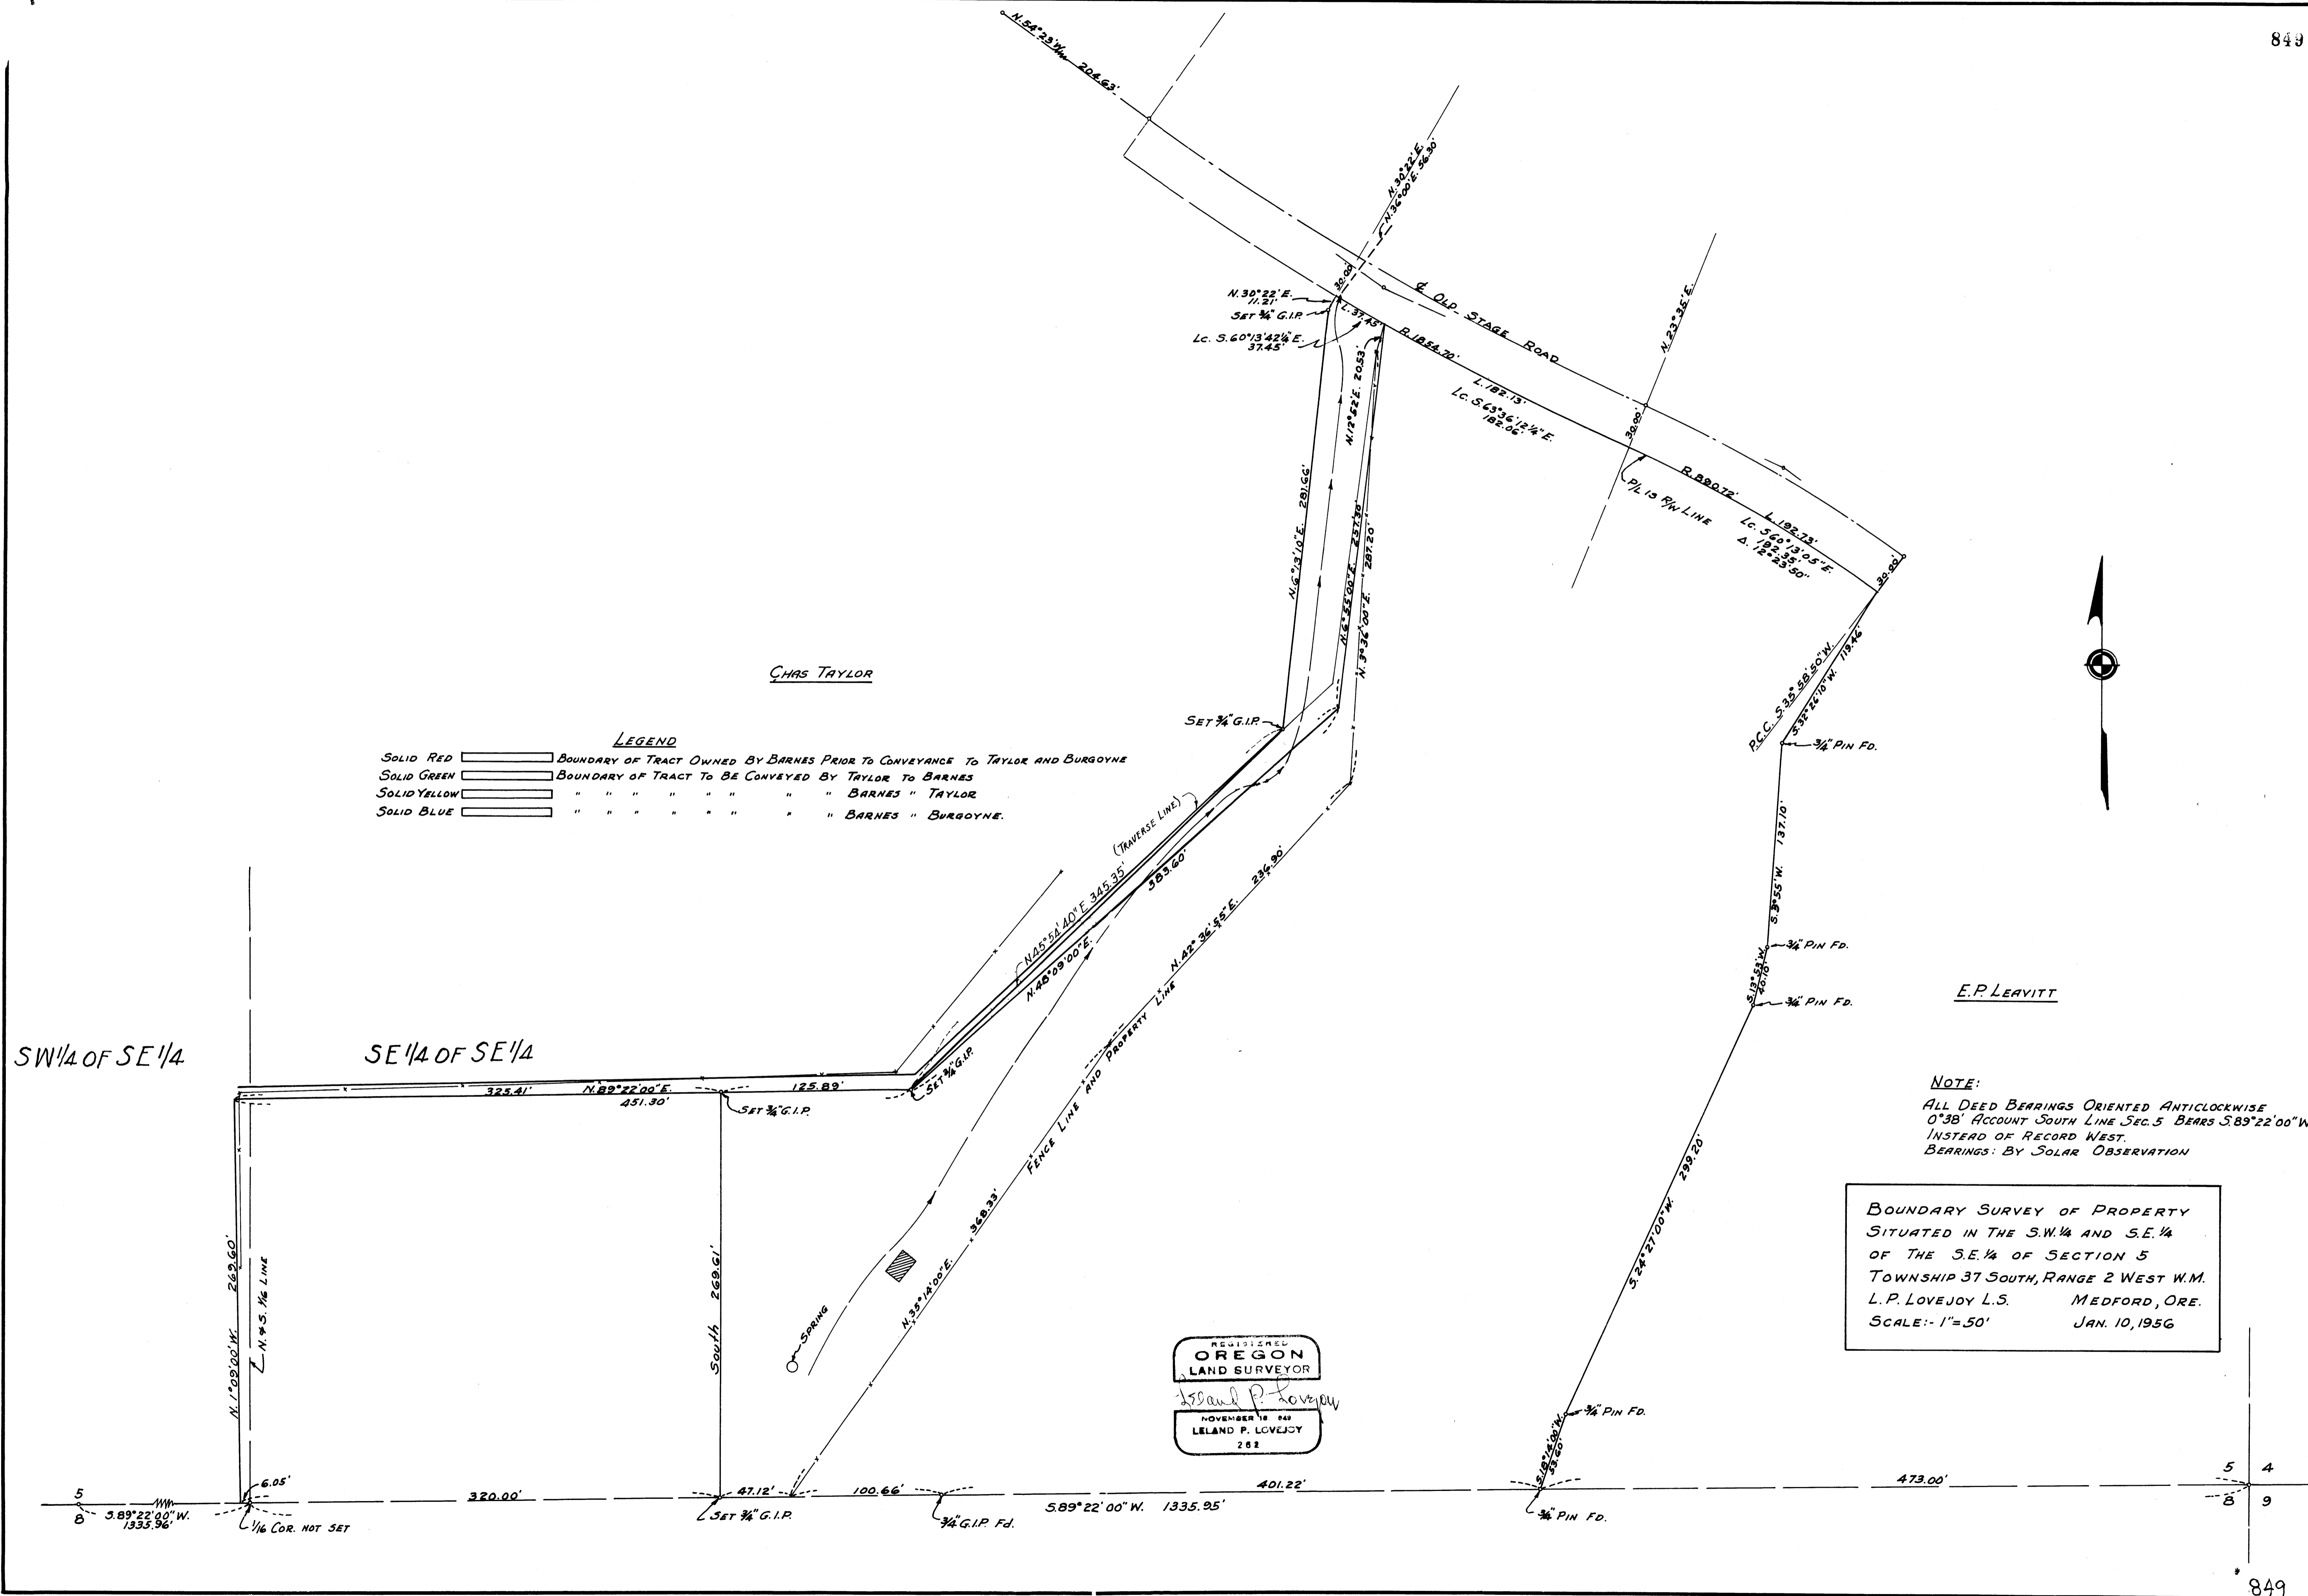 849
N.54°23'W.
204.63'
N.30°22'E.
N.36°00'E. 56.30'
30.00'
N.30°22'E.
11.21'
SET ¾" G.I.P.
L.37.45'
Lc. S.60°13'42¼"E.
37.45'
₵ OLD STAGE ROAD
R.1854.70'
L.182.13'
Lc. S.63°36'12¼"E.
182.06'
N.23°35'E.
30.00'
P/L IS R/W LINE
R.890.72'
L.192.73'
Lc. S.60°13'05"E.
192.35'
Δ. 12°23'50"
30.00'
N.12°52'E. 20.53'
N.6°13'10"E. 281.66'
N.6°55'00"E. 257.30'
N.3°36'00"E. 287.20'
P.C.C. S.35°58'50"W.
S.32°26'10"W. 119.46'
¾" PIN FD.
CHAS TAYLOR
SET ¾" G.I.P.
LEGEND
SOLID RED BOUNDARY OF TRACT OWNED BY BARNES PRIOR TO CONVEYANCE TO TAYLOR AND BURGOYNE
SOLID GREEN BOUNDARY OF TRACT TO BE CONVEYED BY TAYLOR TO BARNES
SOLID YELLOW " " " " " " " " BARNES " TAYLOR
SOLID BLUE " " " " " " " " BARNES " BURGOYNE.
(TRAVERSE LINE)
N.45°54'40"E. 345.35'
383.60'
N.48°09'00"E.
N.42°36'55"E. 236.90'
FENCE LINE AND PROPERTY LINE
S.3°55'W. 137.10'
¾" PIN FD.
S.13°53'W.
40.10'
¾" PIN FD.
E.P. LEAVITT
SW¼ OF SE¼
SE¼ OF SE¼
325.41' N.89°22'00"E. 125.89'
451.30'
SET ¾" G.I.P.
SET ¾" G.I.P.
NOTE:
ALL DEED BEARINGS ORIENTED ANTICLOCKWISE
0°38' ACCOUNT SOUTH LINE SEC. 5 BEARS S.89°22'00"W
INSTEAD OF RECORD WEST.
BEARINGS: BY SOLAR OBSERVATION
S.24°27'00"W. 299.20'
N.1°09'00"W. 269.60'
N.&S. 1/16 LINE
South 269.61'
SPRING
N.35°14'00"E. 368.33'
BOUNDARY SURVEY OF PROPERTY
SITUATED IN THE S.W.¼ AND S.E.¼
OF THE S.E.¼ OF SECTION 5
TOWNSHIP 37 SOUTH, RANGE 2 WEST W.M.
L.P. LOVEJOY L.S. MEDFORD, ORE.
SCALE:- 1"=50' JAN. 10, 1956
REGISTERED
OREGON
LAND SURVEYOR
Leland P. Lovejoy
NOVEMBER 18 949
LELAND P. LOVEJOY
262
¾" PIN FD.
S.18°14'00"W.
53.60'
5
8
S.89°22'00"W.
1335.96'
6.05'
1/16 COR. NOT SET
320.00'
SET ¾" G.I.P.
47.12'
100.66'
¾" G.I.P. Fd.
S.89°22'00"W. 1335.95'
401.22'
¾" PIN FD.
473.00'
5 4
8 9
849